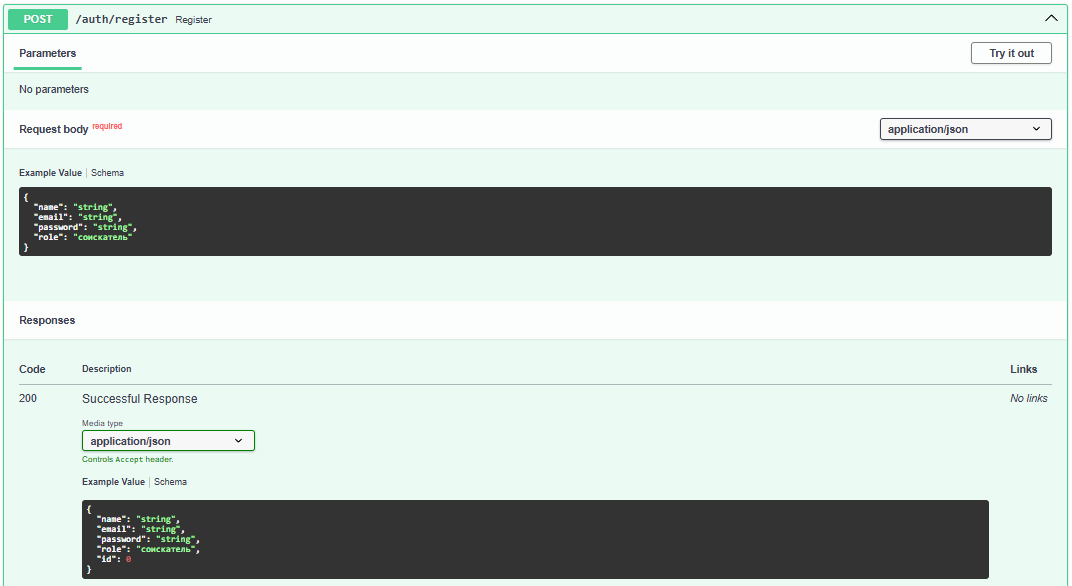 POST /auth/register Register
Parameters Try it out
No parameters
Request body required application/json
Example Value Schema
{
"name": "string",
"email": "string",
"password": "string",
"role": "соискатель"
}
Responses
Code Description Links
200 Successful Response No links
Media type
application/json
Controls Accept header.
Example Value Schema
{
"name": "string",
"email": "string",
"password": "string",
"role": "соискатель",
"id": 0
}